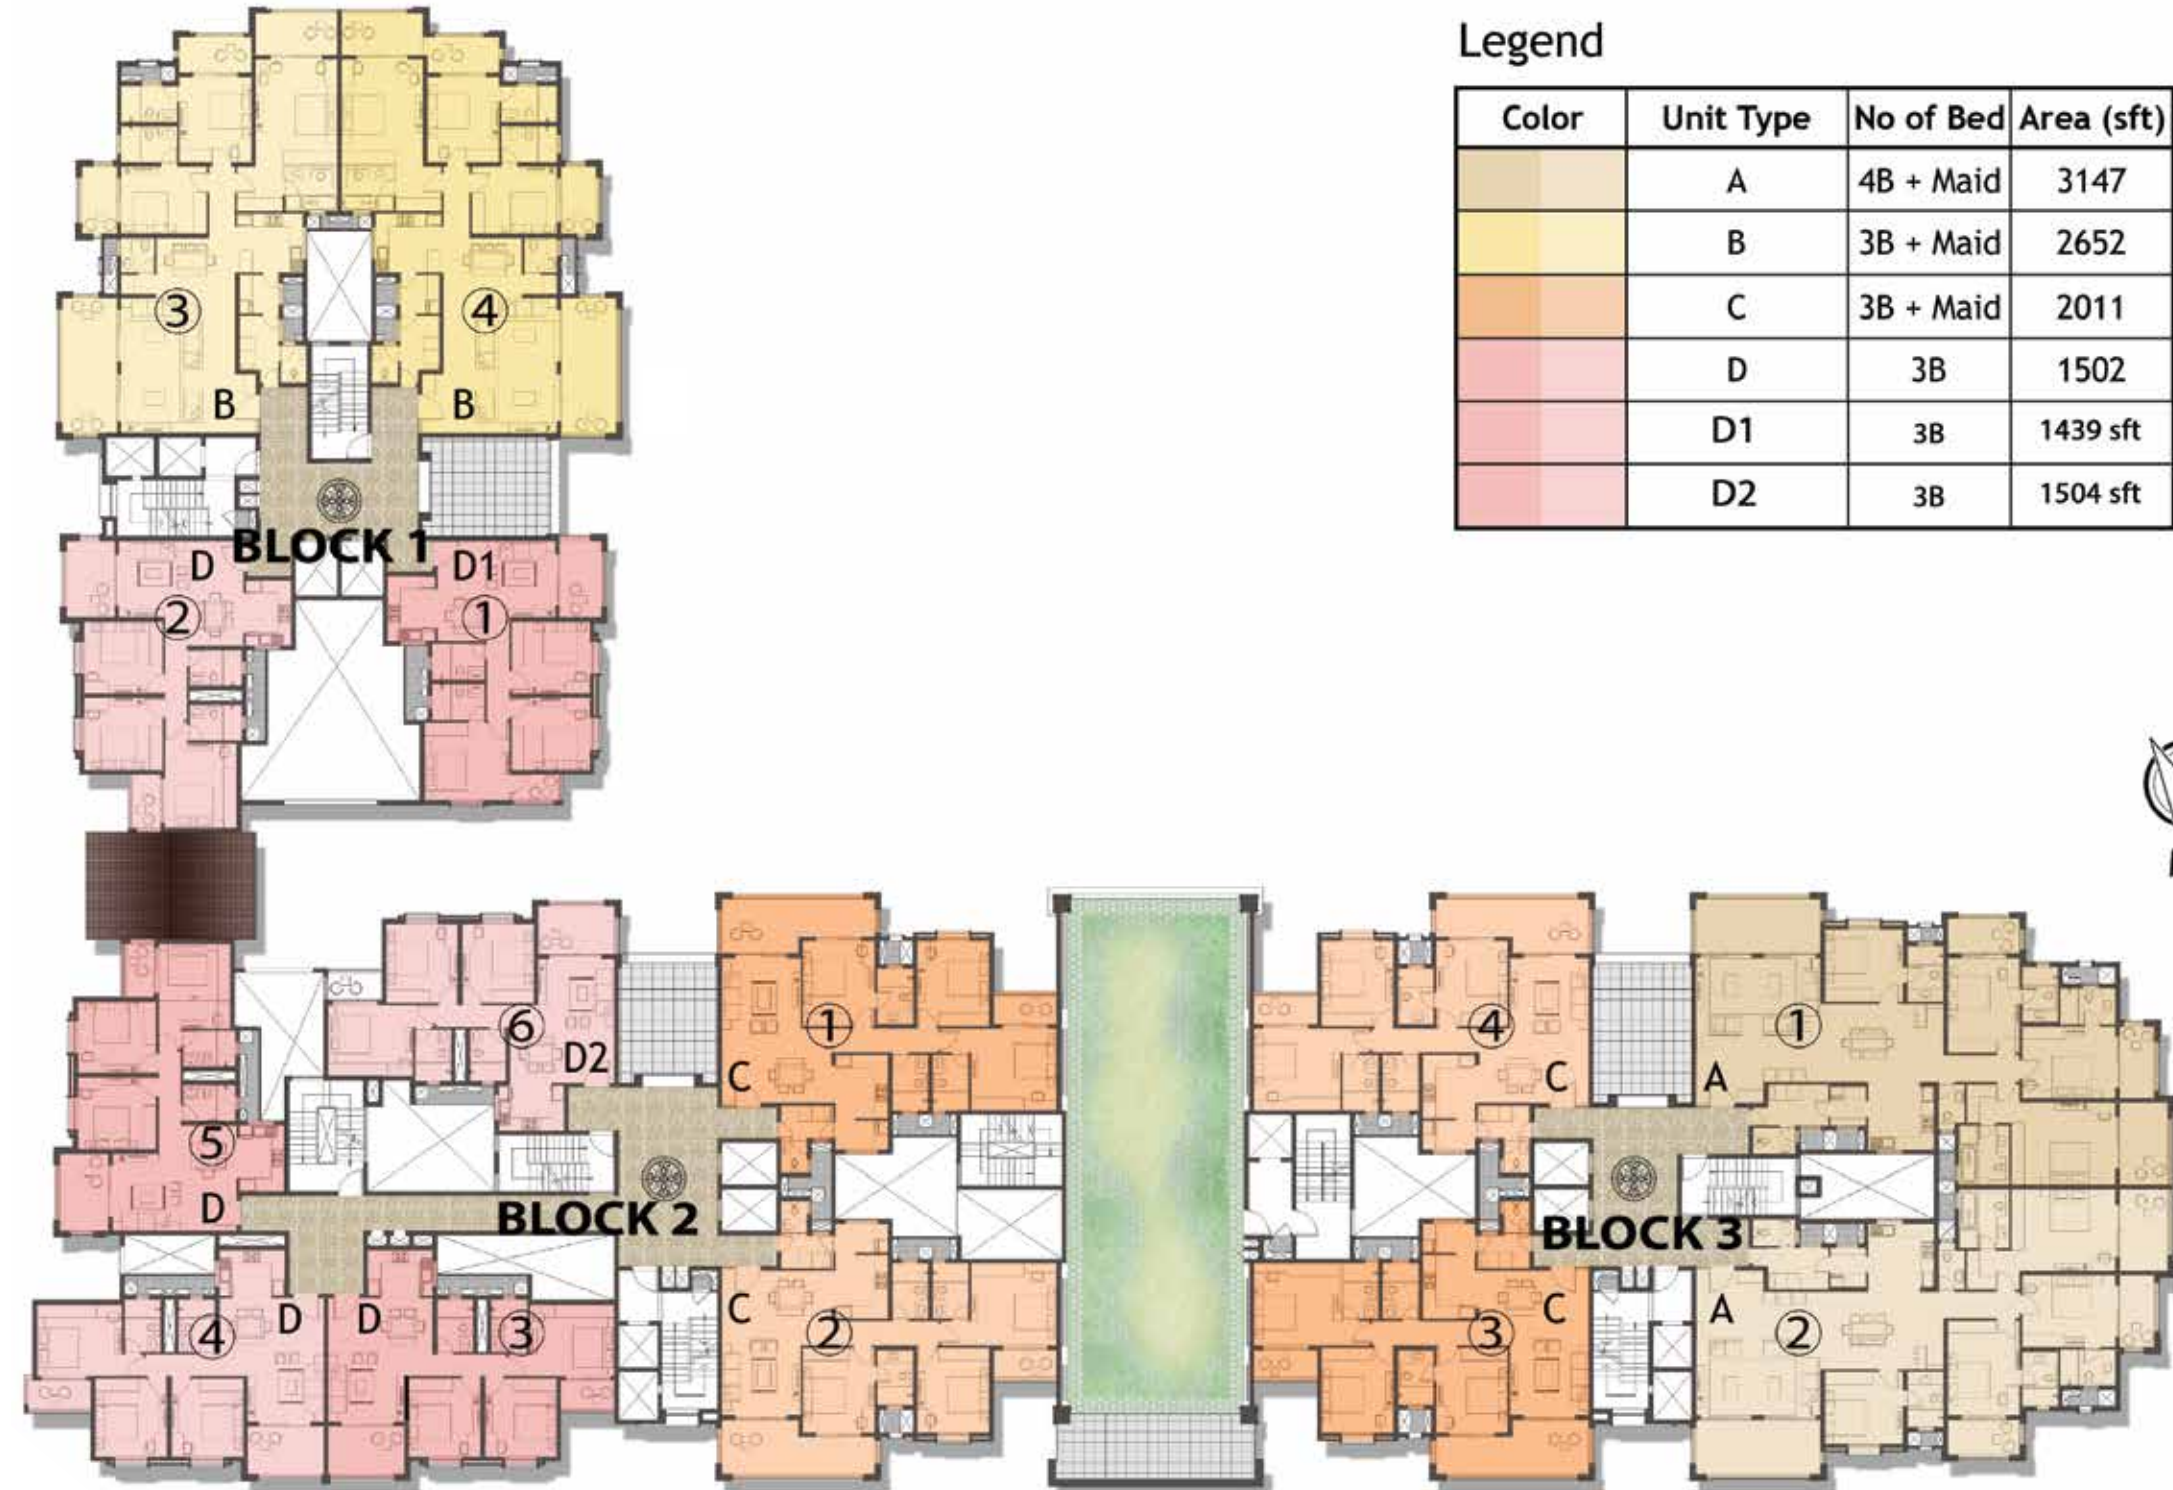 Legend
Color Unit Type No of Bed Area (sft)
A 4B + Maid 3147
B 3B + Maid 2652
C 3B + Maid 2011
D 3B 1502
D1 3B 1439 sft
D2 3B 1504 sft
3 4
B B
BLOCK 1
D D1
2 1
6 1 4 1
D2 C C A
5
D
BLOCK 2 BLOCK 3
D D C C A
4 3 2 3 2